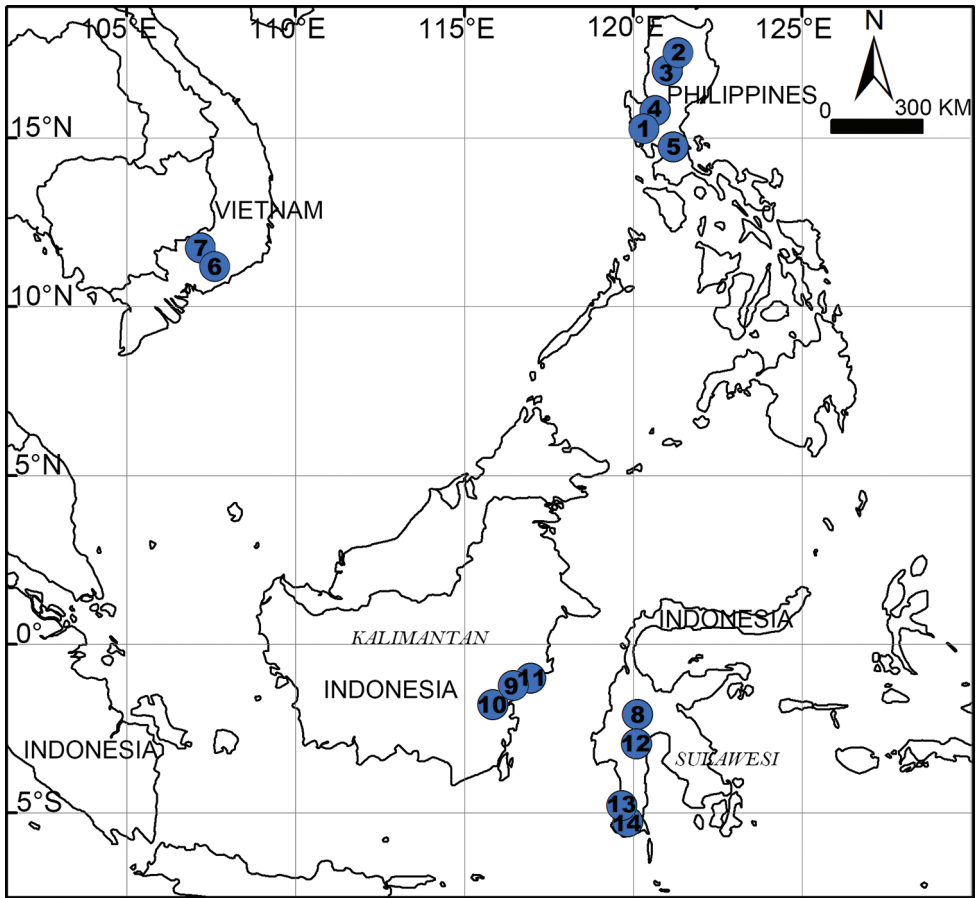 105°E 110°E 115°E 120°E 125°E N
2
3
PHILIPPINES
0 300 KM
4
1
15°N
5
VIETNAM
7
6
10°N
5°N
INDONESIA
0°
KALIMANTAN
11
9
INDONESIA
10
8
12
INDONESIA
SULAWESI
13
5°S
14